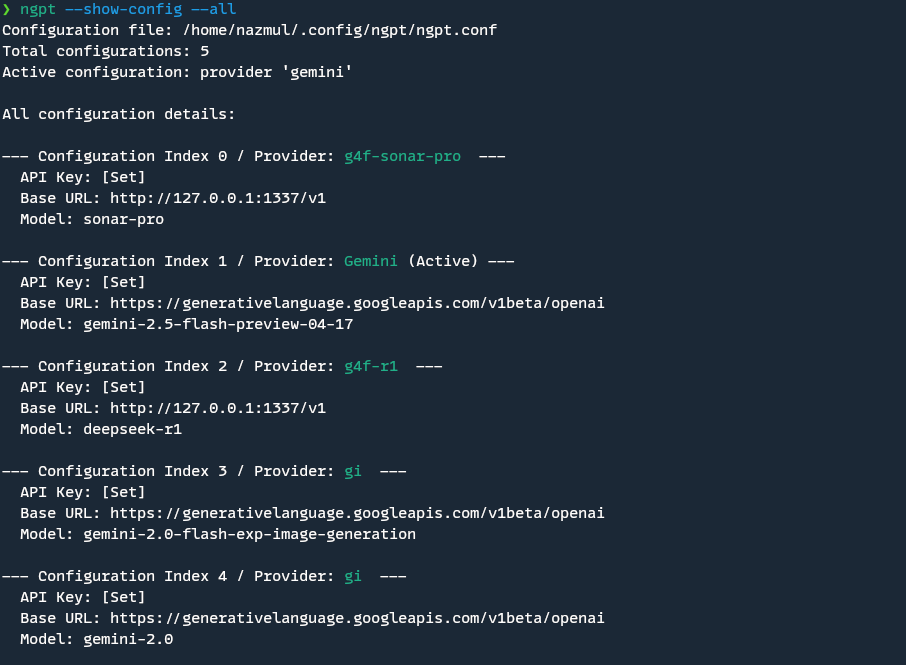 ❯ ngpt --show-config --all
Configuration file: /home/nazmul/.config/ngpt/ngpt.conf
Total configurations: 5
Active configuration: provider 'gemini'
All configuration details:
--- Configuration Index 0 / Provider: g4f-sonar-pro  ---
  API Key: [Set]
  Base URL: http://127.0.0.1:1337/v1
  Model: sonar-pro
--- Configuration Index 1 / Provider: Gemini (Active) ---
  API Key: [Set]
  Base URL: https://generativelanguage.googleapis.com/v1beta/openai
  Model: gemini-2.5-flash-preview-04-17
--- Configuration Index 2 / Provider: g4f-r1  ---
  API Key: [Set]
  Base URL: http://127.0.0.1:1337/v1
  Model: deepseek-r1
--- Configuration Index 3 / Provider: gi  ---
  API Key: [Set]
  Base URL: https://generativelanguage.googleapis.com/v1beta/openai
  Model: gemini-2.0-flash-exp-image-generation
--- Configuration Index 4 / Provider: gi  ---
  API Key: [Set]
  Base URL: https://generativelanguage.googleapis.com/v1beta/openai
  Model: gemini-2.0